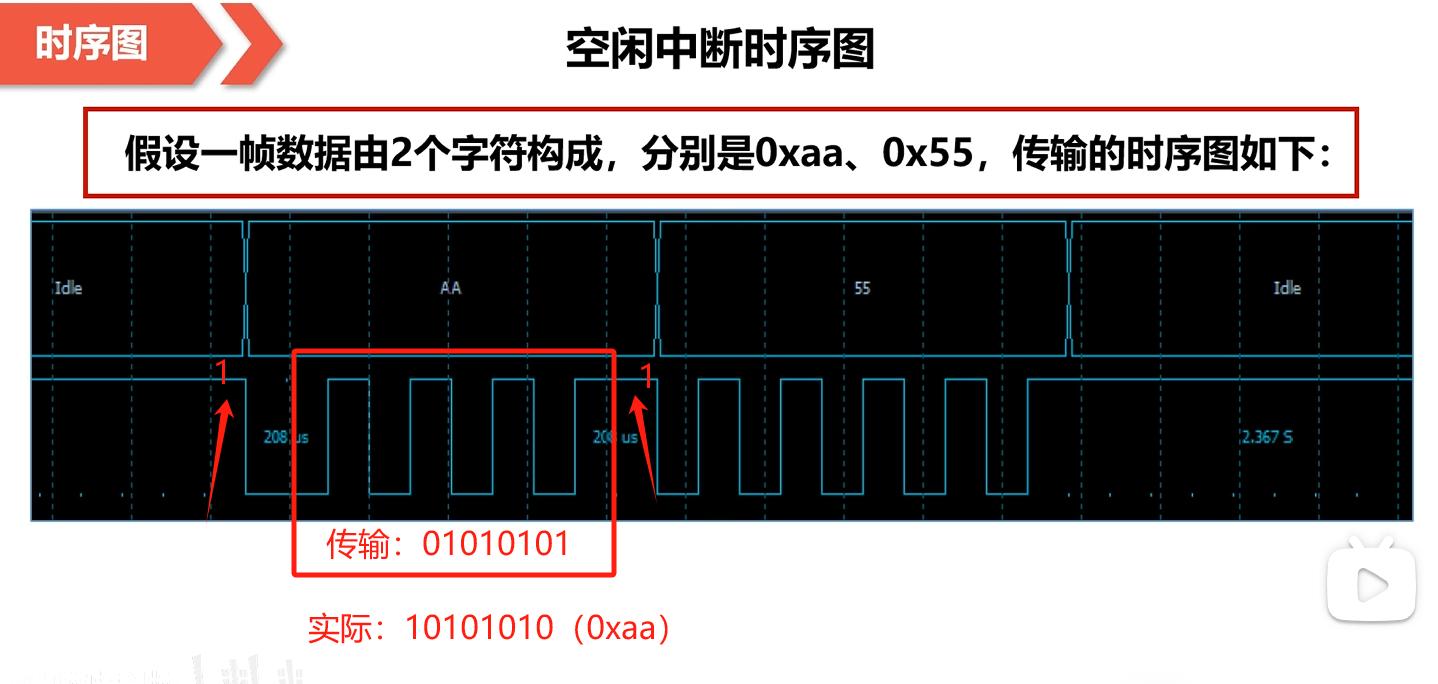 时序图
空闲中断时序图
假设一帧数据由2个字符构成，分别是0xaa、0x55，传输的时序图如下：
Idle
AA
55
Idle
1
1
208 us
208 us
2.367 S
传输：01010101
实际：10101010（0xaa）